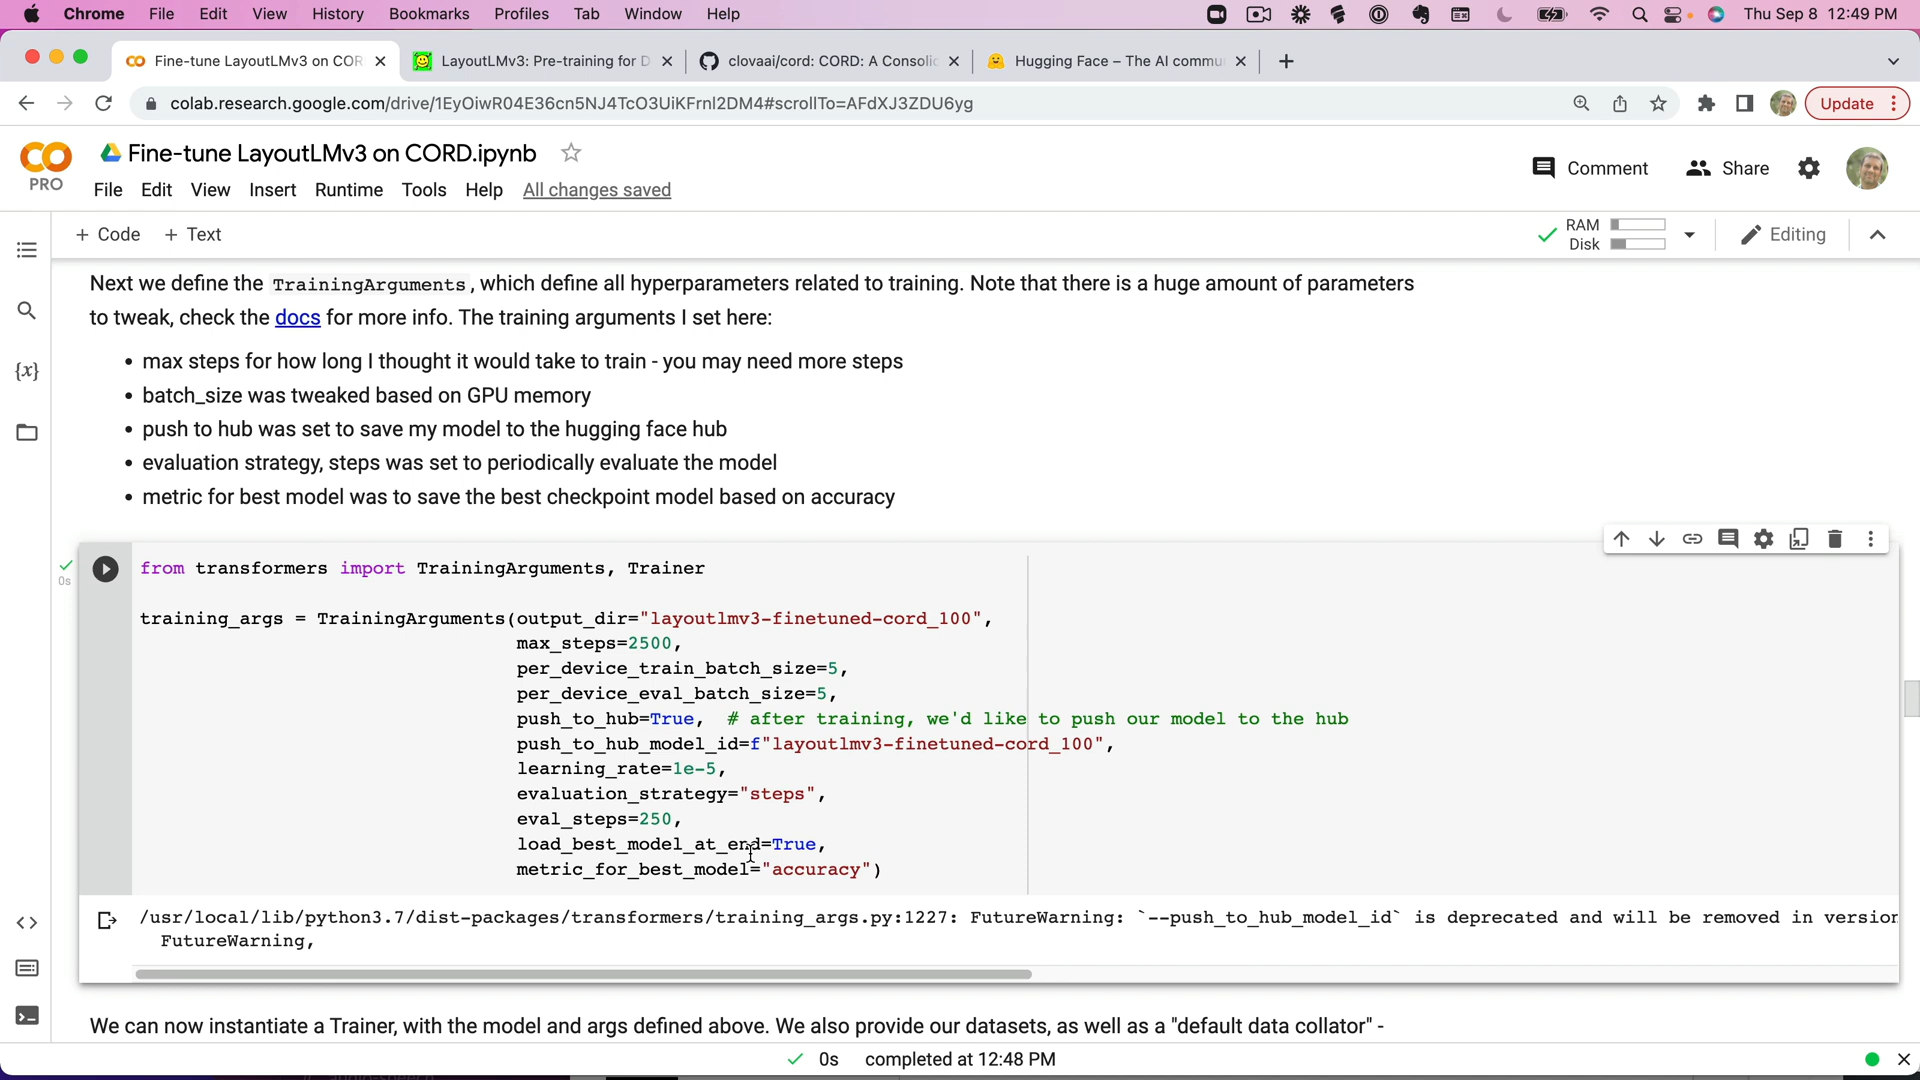 Chrome File Edit View History Bookmarks Profiles Tab Window Help Thu Sep 8 12:49 PM
Fine-tune LayoutLMv3 on COR LayoutLMv3: Pre-training for D clovaai/cord: CORD: A Consolid Hugging Face – The AI commu
colab.research.google.com/drive/1EyOiwR04E36cn5NJ4TcO3UiKFrnl2DM4#scrollTo=AFdXJ3ZDU6yg Update
CO PRO
Fine-tune LayoutLMv3 on CORD.ipynb
Comment Share
File Edit View Insert Runtime Tools Help All changes saved
+ Code + Text RAM Disk Editing
Next we define the TrainingArguments, which define all hyperparameters related to training. Note that there is a huge amount of parameters
to tweak, check the docs for more info. The training arguments I set here:
• max steps for how long I thought it would take to train - you may need more steps
• batch_size was tweaked based on GPU memory
• push to hub was set to save my model to the hugging face hub
• evaluation strategy, steps was set to periodically evaluate the model
• metric for best model was to save the best checkpoint model based on accuracy
0s
from transformers import TrainingArguments, Trainer
training_args = TrainingArguments(output_dir="layoutlmv3-finetuned-cord_100",
max_steps=2500,
per_device_train_batch_size=5,
per_device_eval_batch_size=5,
push_to_hub=True, # after training, we'd like to push our model to the hub
push_to_hub_model_id=f"layoutlmv3-finetuned-cord_100",
learning_rate=1e-5,
evaluation_strategy="steps",
eval_steps=250,
load_best_model_at_end=True,
metric_for_best_model="accuracy")
/usr/local/lib/python3.7/dist-packages/transformers/training_args.py:1227: FutureWarning: `--push_to_hub_model_id` is deprecated and will be removed in version
FutureWarning,
We can now instantiate a Trainer, with the model and args defined above. We also provide our datasets, as well as a "default data collator" -
0s completed at 12:48 PM